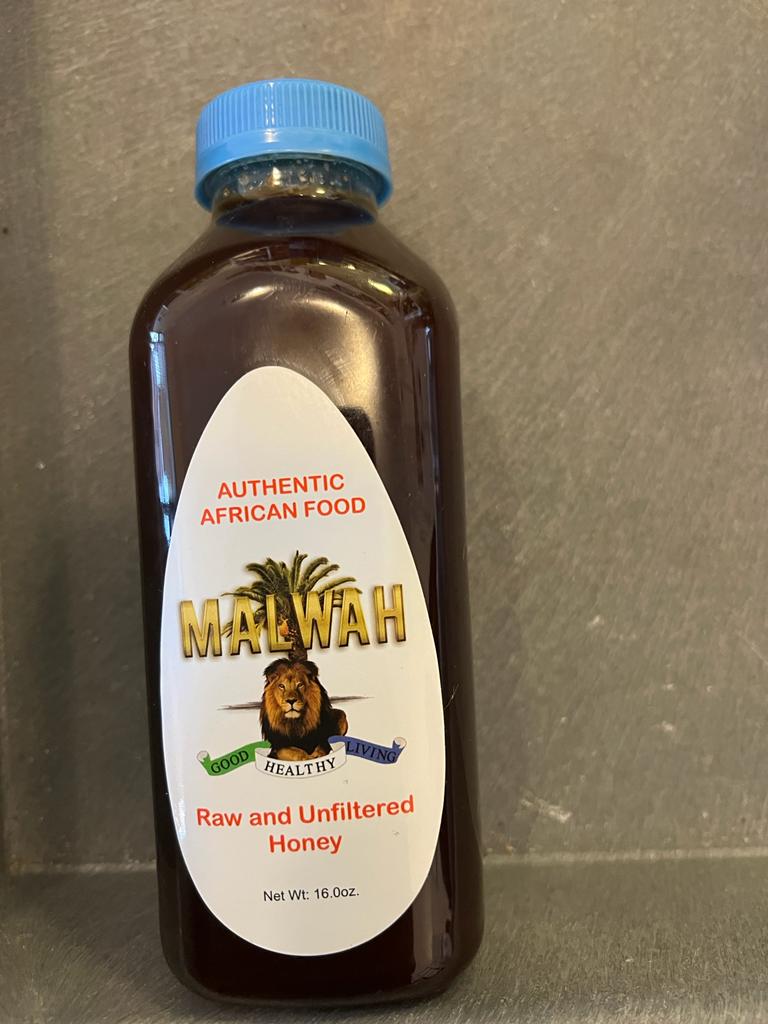 AUTHENTIC
AFRICAN FOOD
MALWAH
GOOD HEALTHY LIVING
Raw and Unfiltered
Honey
Net Wt: 16.0oz.